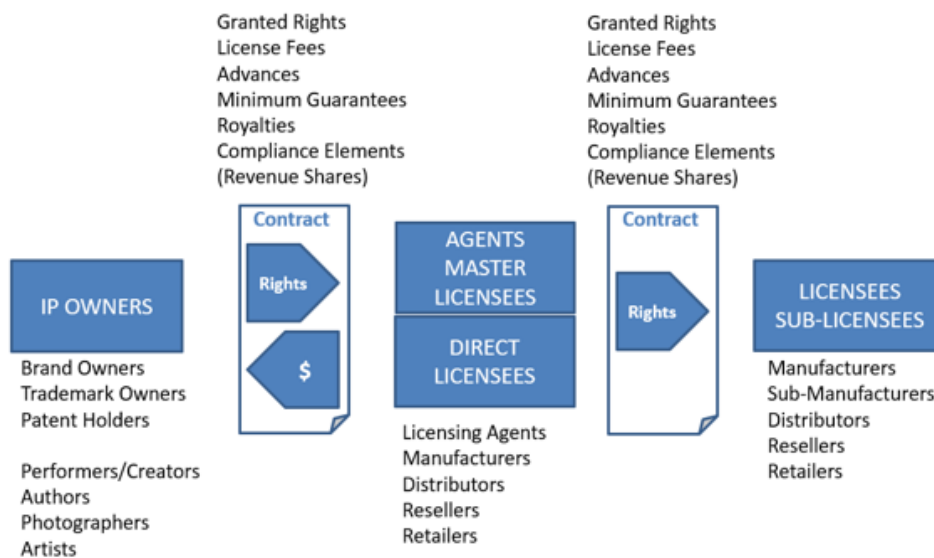 Granted Rights
License Fees
Advances
Minimum Guarantees
Royalties
Compliance Elements
(Revenue Shares)
Granted Rights
License Fees
Advances
Minimum Guarantees
Royalties
Compliance Elements
(Revenue Shares)
IP OWNERS
Brand Owners
Trademark Owners
Patent Holders
Performers/Creators
Authors
Photographers
Artists
Contract
Rights
$
AGENTS
MASTER
LICENSEES
DIRECT
LICENSEES
Licensing Agents
Manufacturers
Distributors
Resellers
Retailers
Contract
Rights
LICENSEES
SUB-LICENSEES
Manufacturers
Sub-Manufacturers
Distributors
Resellers
Retailers